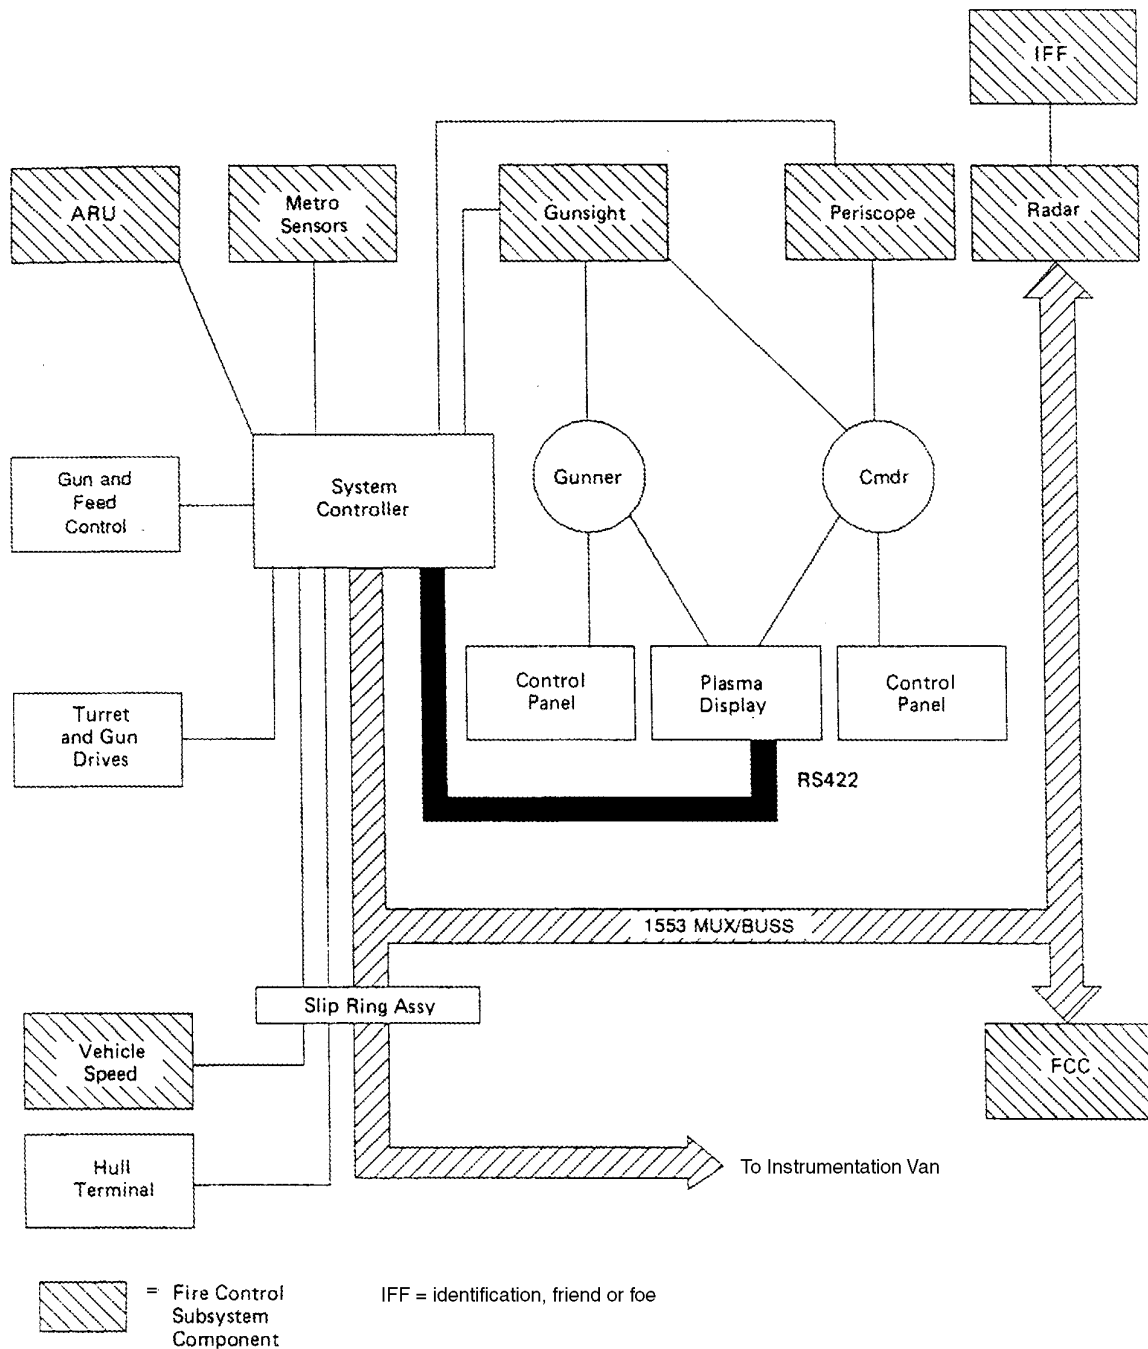 IFF
ARU
Metro
Sensors
Gunsight
Periscope
Radar
Gun and
Feed
Control
System
Controller
Gunner
Cmdr
Turret
and Gun
Drives
Control
Panel
Plasma
Display
Control
Panel
RS422
1553 MUX/BUSS
Slip Ring Assy
Vehicle
Speed
FCC
Hull
Terminal
To Instrumentation Van
= Fire Control
Subsystem
Component
IFF = identification, friend or foe